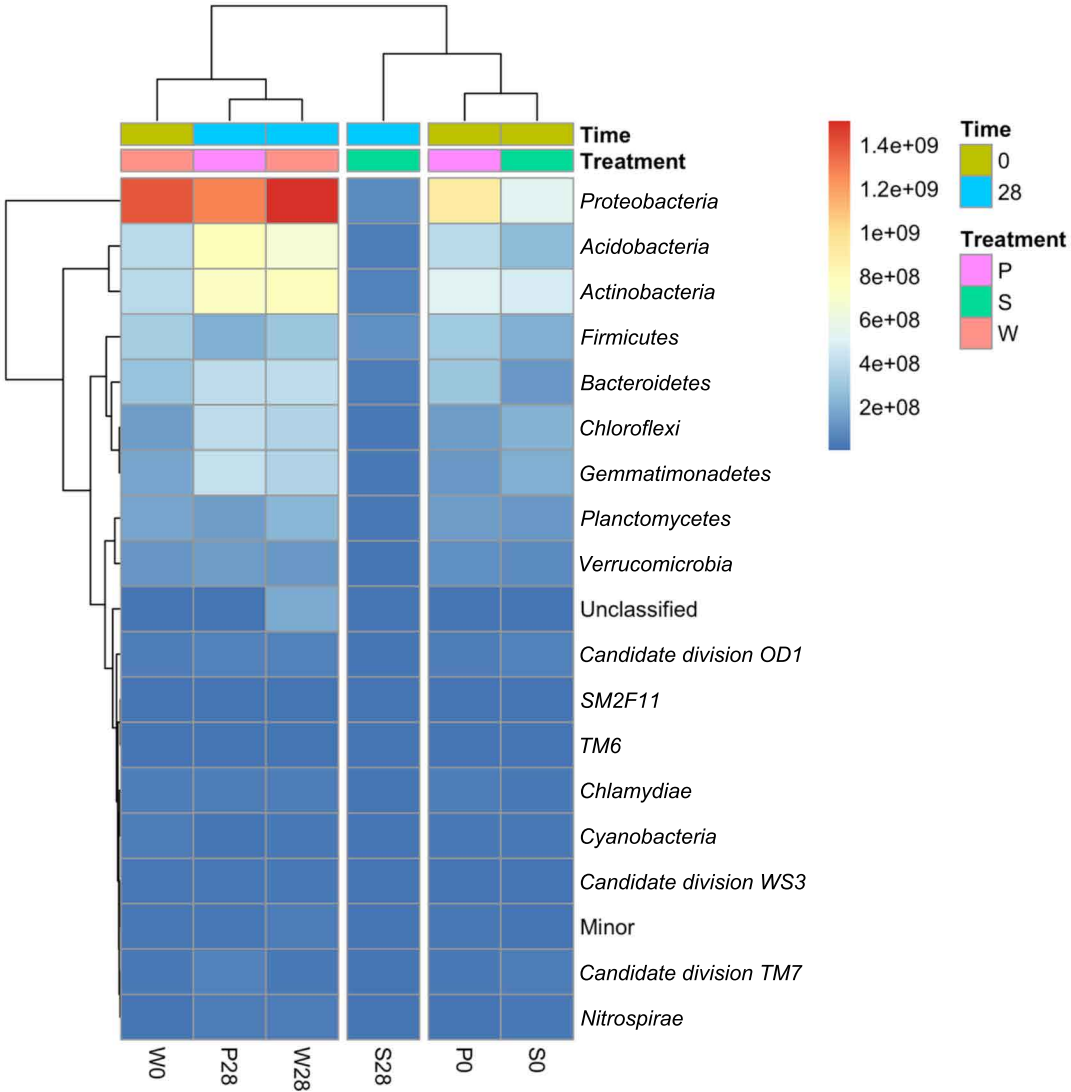 Time
Treatment
Proteobacteria
Acidobacteria
Actinobacteria
Firmicutes
Bacteroidetes
Chloroflexi
Gemmatimonadetes
Planctomycetes
Verrucomicrobia
Unclassified
Candidate division OD1
SM2F11
TM6
Chlamydiae
Cyanobacteria
Candidate division WS3
Minor
Candidate division TM7
Nitrospirae
W0
P28
W28
S28
P0
S0
1.4e+09
1.2e+09
1e+09
8e+08
6e+08
4e+08
2e+08
Time
0
28
Treatment
P
S
W